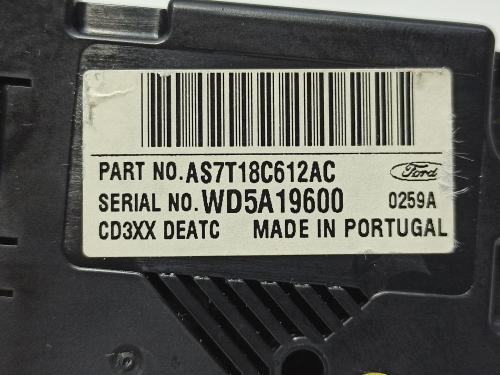 PART NO.AS7T18C612AC
Ford
SERIAL NO.WD5A19600 0259A
CD3XX DEATC MADE IN PORTUGAL